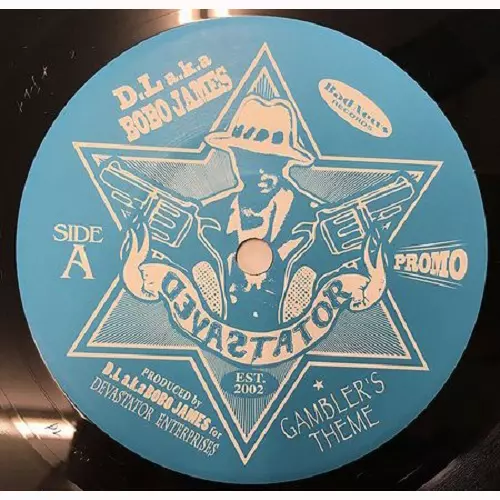 D.L a.k.a
BOBO JAMES
RECORDS
SIDE
A
PROMO
DEVASTATOR
EST.
2002
PRODUCED BY
D.L a.k.a BOBO JAMES for
DEVASTATOR ENTERPRISES
GAMBLER'S
THEME